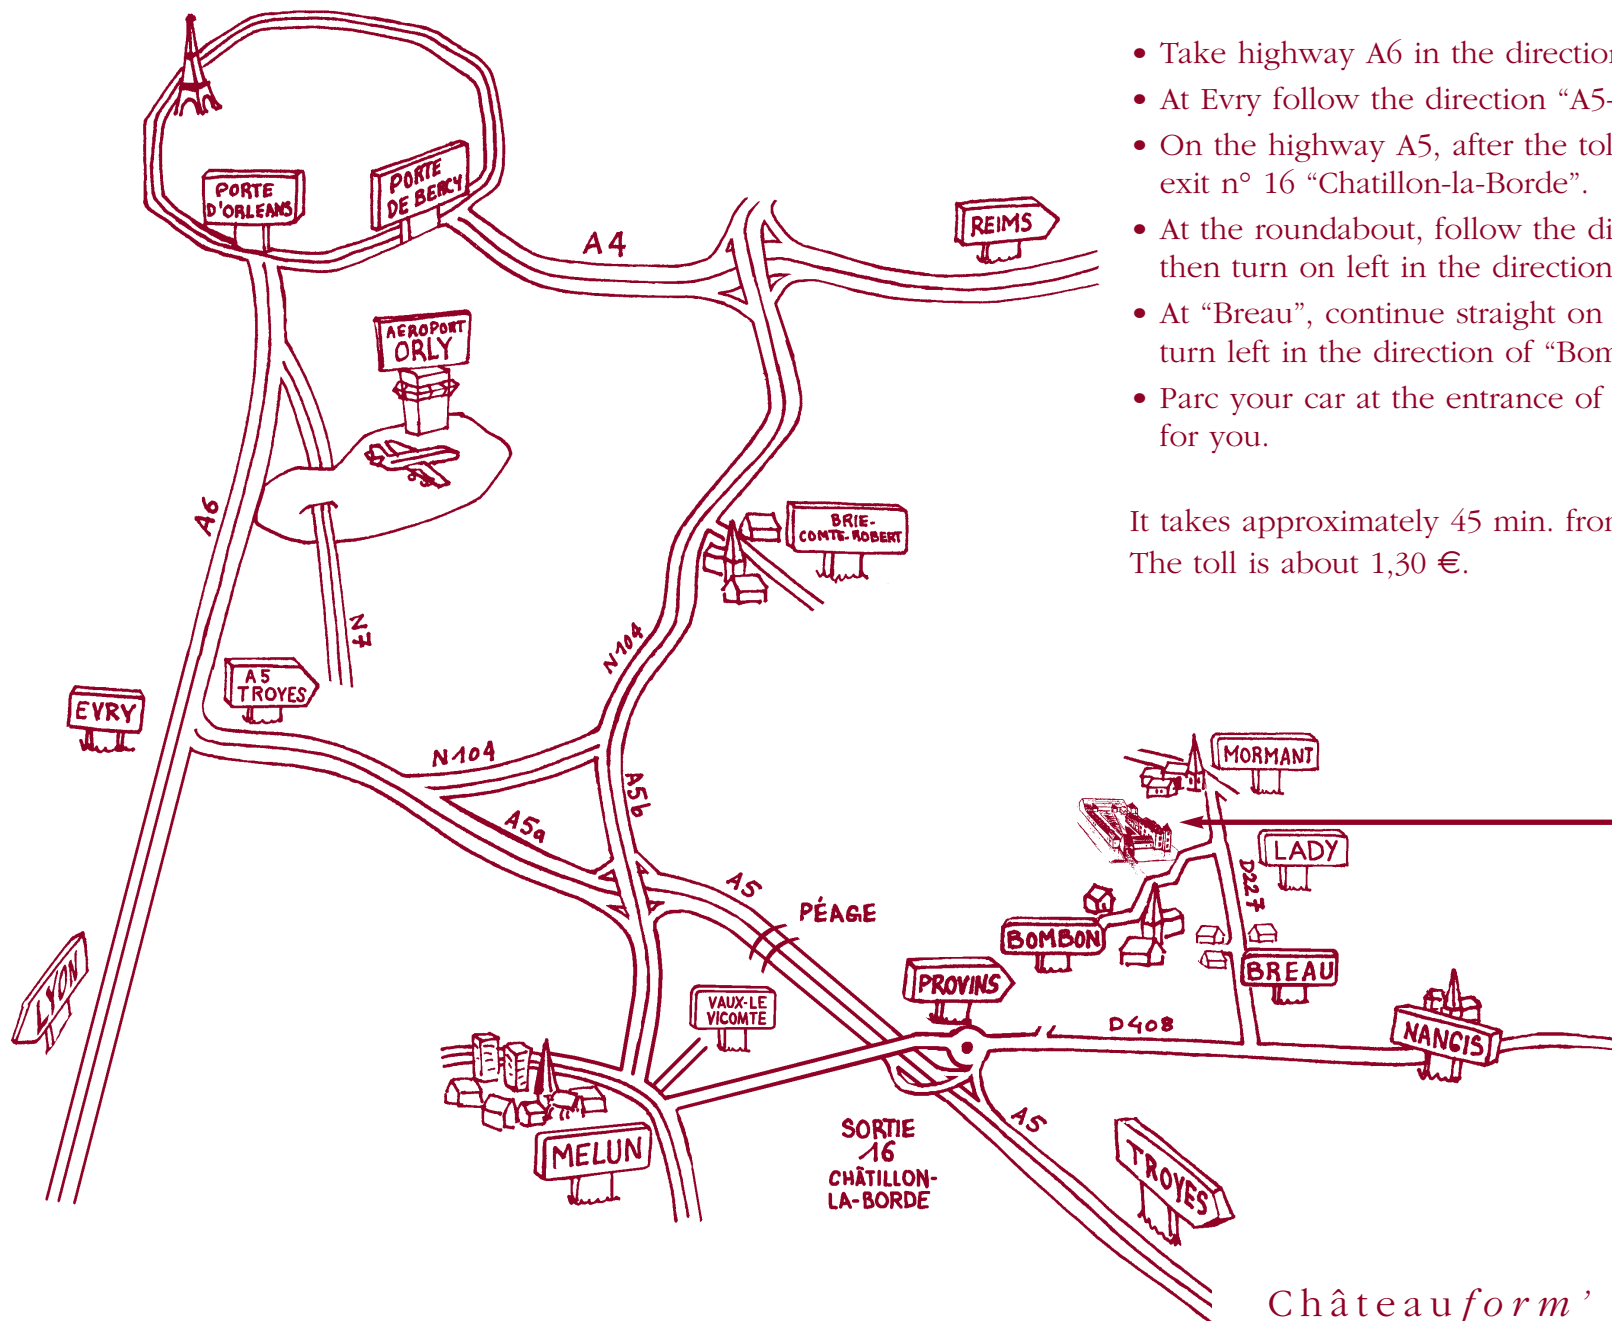 • Take highway A6 in the direction
• At Evry follow the direction “A5-
• On the highway A5, after the tol
exit n° 16 “Chatillon-la-Borde”.
• At the roundabout, follow the di
then turn on left in the direction
• At “Breau”, continue straight on
turn left in the direction of “Bom
• Parc your car at the entrance of
for you.
It takes approximately 45 min. from
The toll is about 1,30 €.
PORTE
D'ORLEANS
PORTE
DE BERCY
A4
REIMS
AEROPORT
ORLY
A6
BRIE-
COMTE-ROBERT
N7
N104
A5
TROYES
EVRY
N104
A5b
MORMANT
A5a
LADY
D227
A5
PÉAGE
BOMBON
BREAU
LYON
PROVINS
VAUX-LE
VICOMTE
D408
NANGIS
MELUN
SORTIE
16
CHÂTILLON-
LA-BORDE
A5
TROYES
Châteauform’